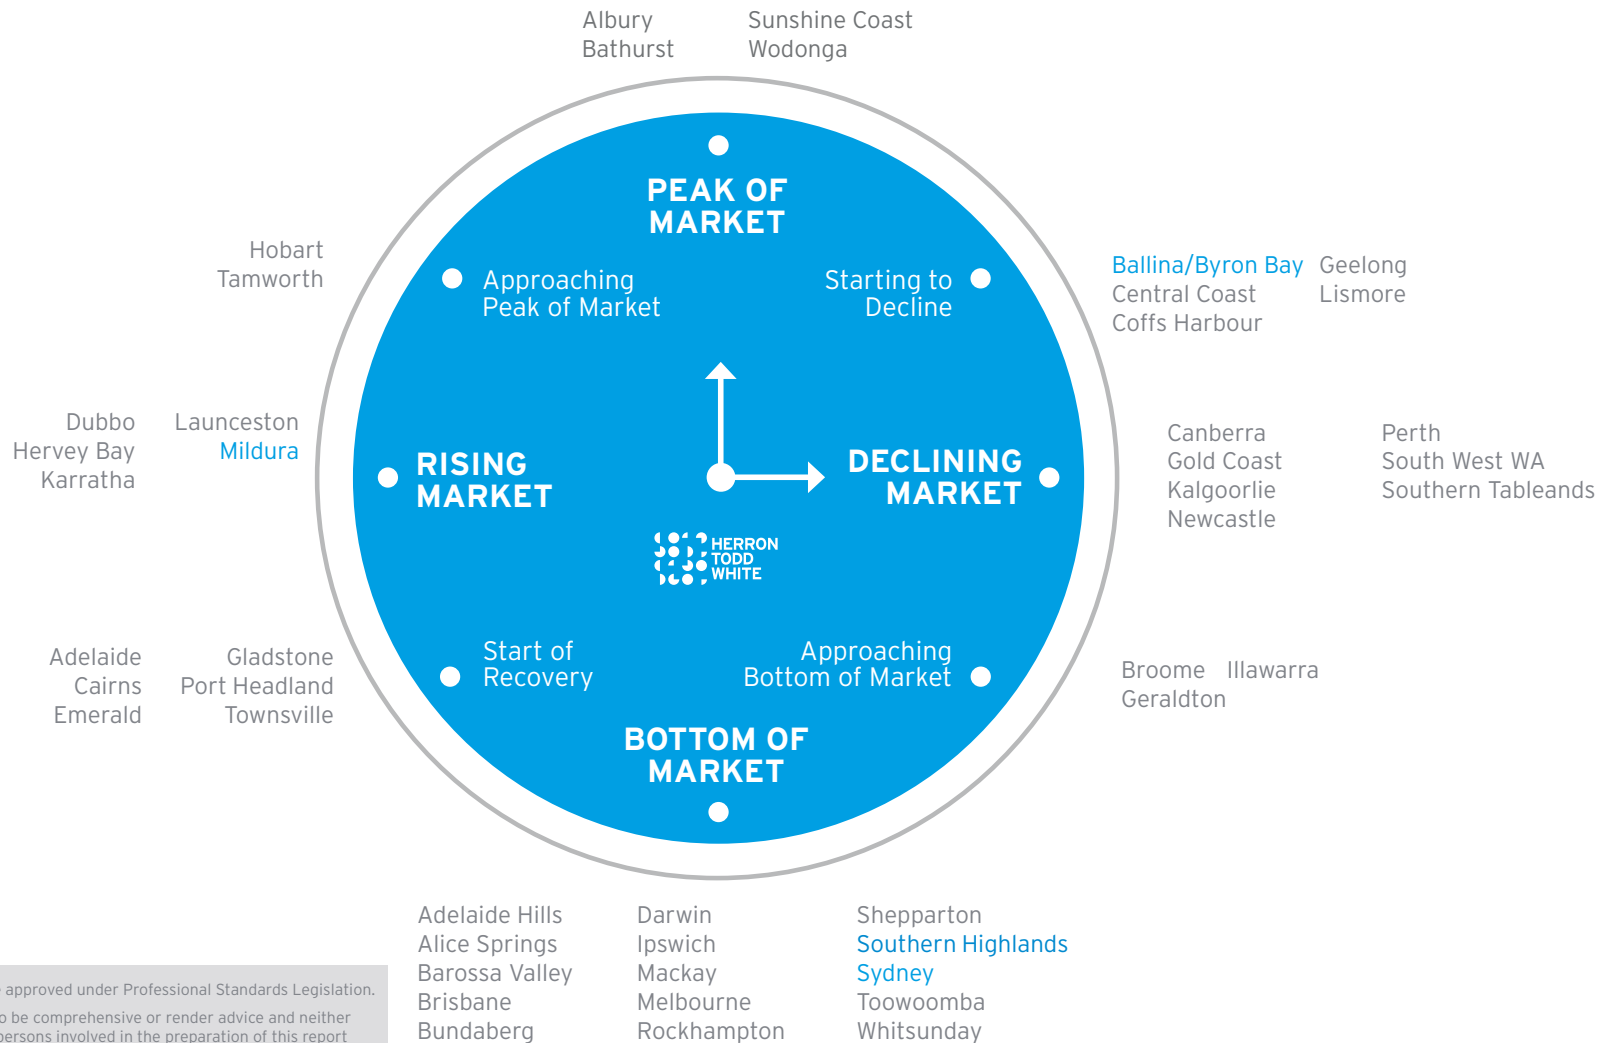 Albury
Bathurst
Sunshine Coast
Wodonga
PEAK OF
MARKET
Hobart
Tamworth
Approaching
Peak of Market
Starting to
Decline
Ballina/Byron Bay
Central Coast
Coffs Harbour
Geelong
Lismore
Dubbo
Hervey Bay
Karratha
Launceston
Mildura
RISING
MARKET
DECLINING
MARKET
Canberra
Gold Coast
Kalgoorlie
Newcastle
Perth
South West WA
Southern Tableands
HERRON
TODD
WHITE
Adelaide
Cairns
Emerald
Gladstone
Port Headland
Townsville
Start of
Recovery
Approaching
Bottom of Market
Broome
Geraldton
Illawarra
BOTTOM OF
MARKET
Adelaide Hills
Alice Springs
Barossa Valley
Brisbane
Bundaberg
Darwin
Ipswich
Mackay
Melbourne
Rockhampton
Shepparton
Southern Highlands
Sydney
Toowoomba
Whitsunday
approved under Professional Standards Legislation.
to be comprehensive or render advice and neither
persons involved in the preparation of this report